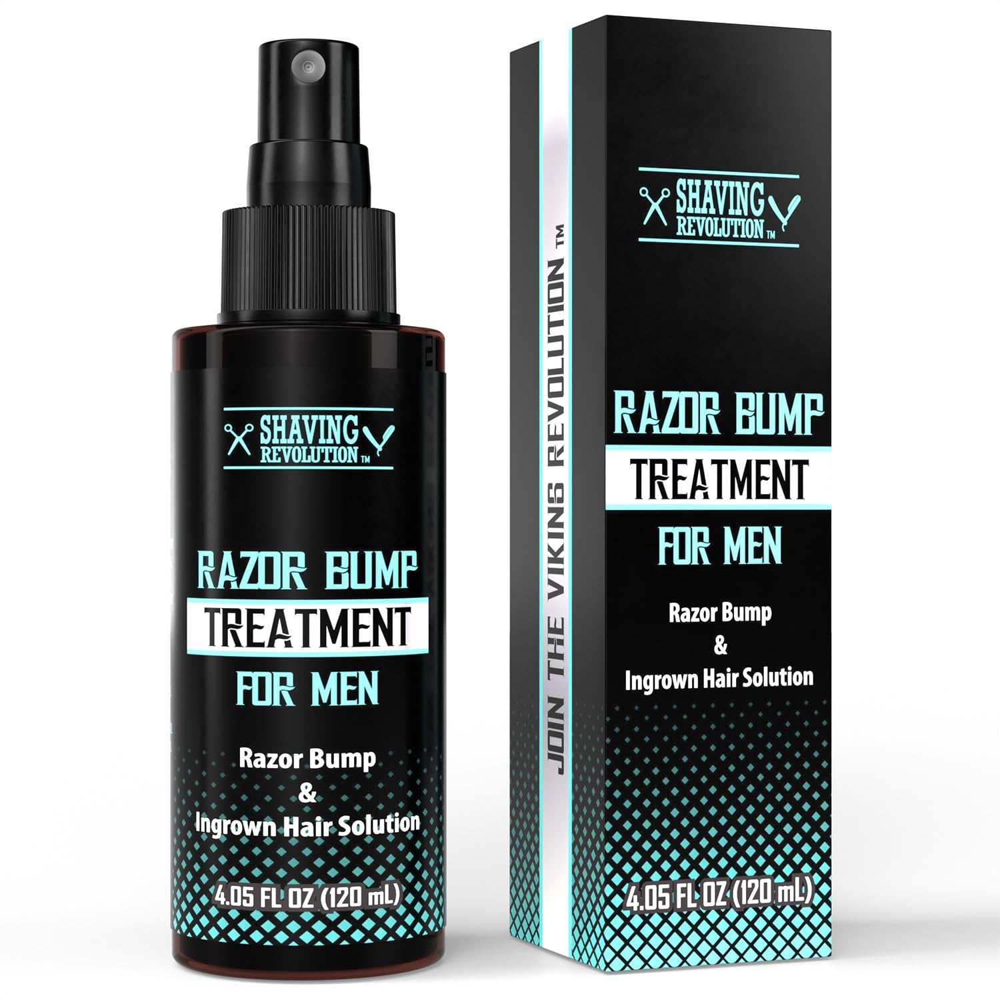 SHAVING
REVOLUTION TM
RAZOR BUMP
TREATMENT
FOR MEN
Razor Bump
&
Ingrown Hair Solution
4.05 FL OZ (120 mL)
JOIN THE VIKING REVOLUTION TM
SHAVING
REVOLUTION TM
RAZOR BUMP
TREATMENT
FOR MEN
Razor Bump
&
Ingrown Hair Solution
4.05 FL OZ (120 mL)